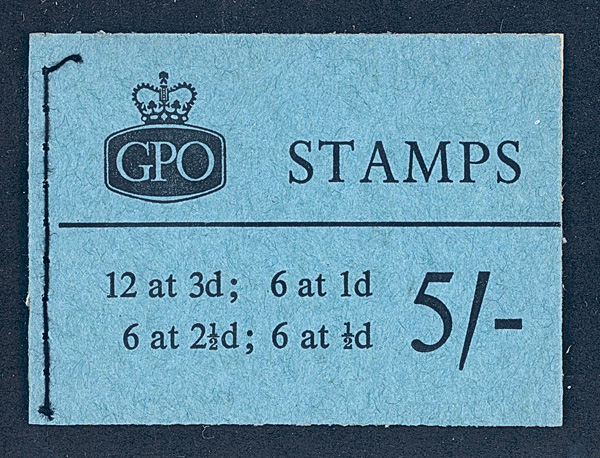 GPO STAMPS
12 at 3d; 6 at 1d
6 at 2½d; 6 at ½d
5/-